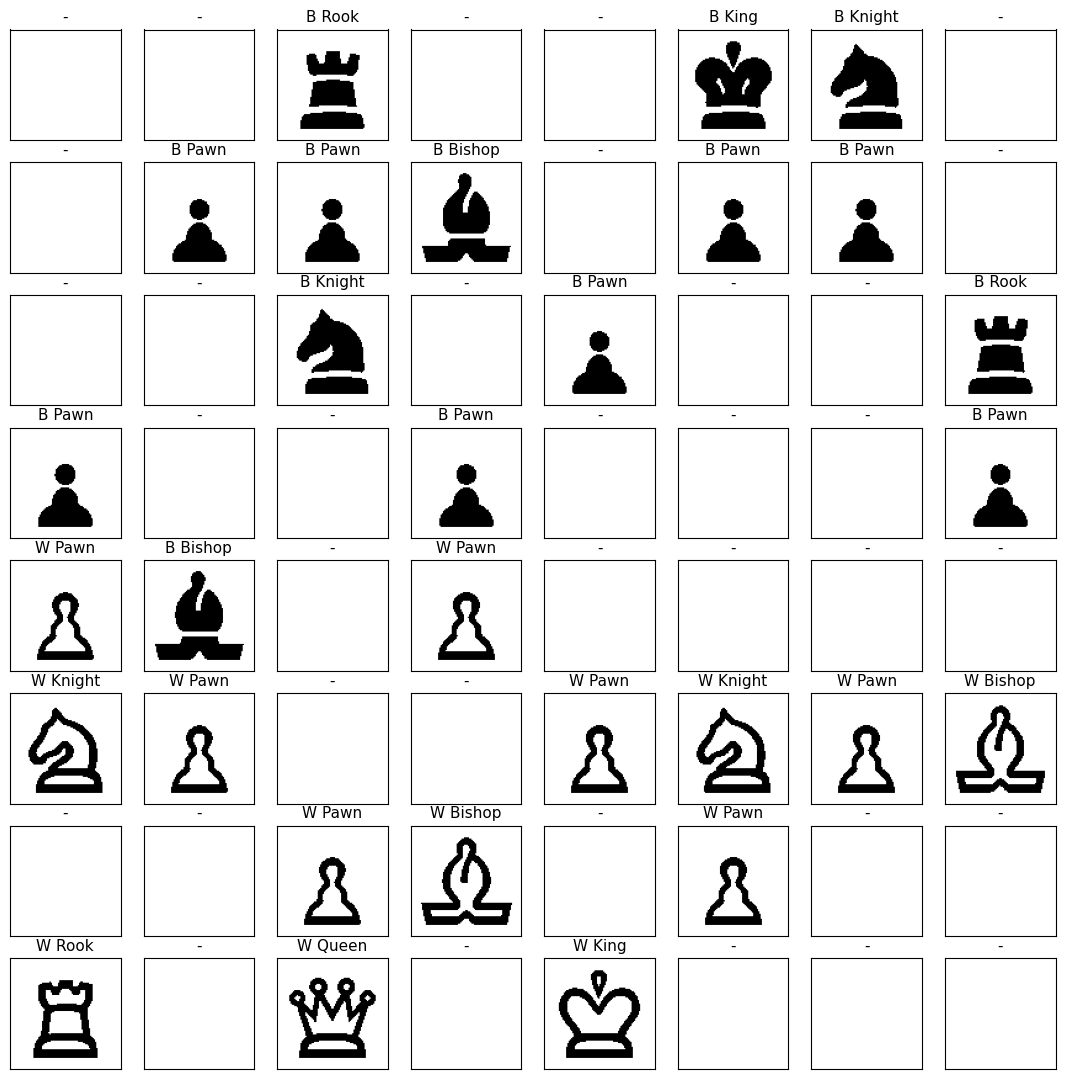 - - B Rook - - B King B Knight -
- B Pawn B Pawn B Bishop - B Pawn B Pawn -
- - B Knight - B Pawn - - B Rook
B Pawn - - B Pawn - - - B Pawn
W Pawn B Bishop - W Pawn - - - -
W Knight W Pawn - - W Pawn W Knight W Pawn W Bishop
- - W Pawn W Bishop - W Pawn - -
W Rook - W Queen - W King - - -